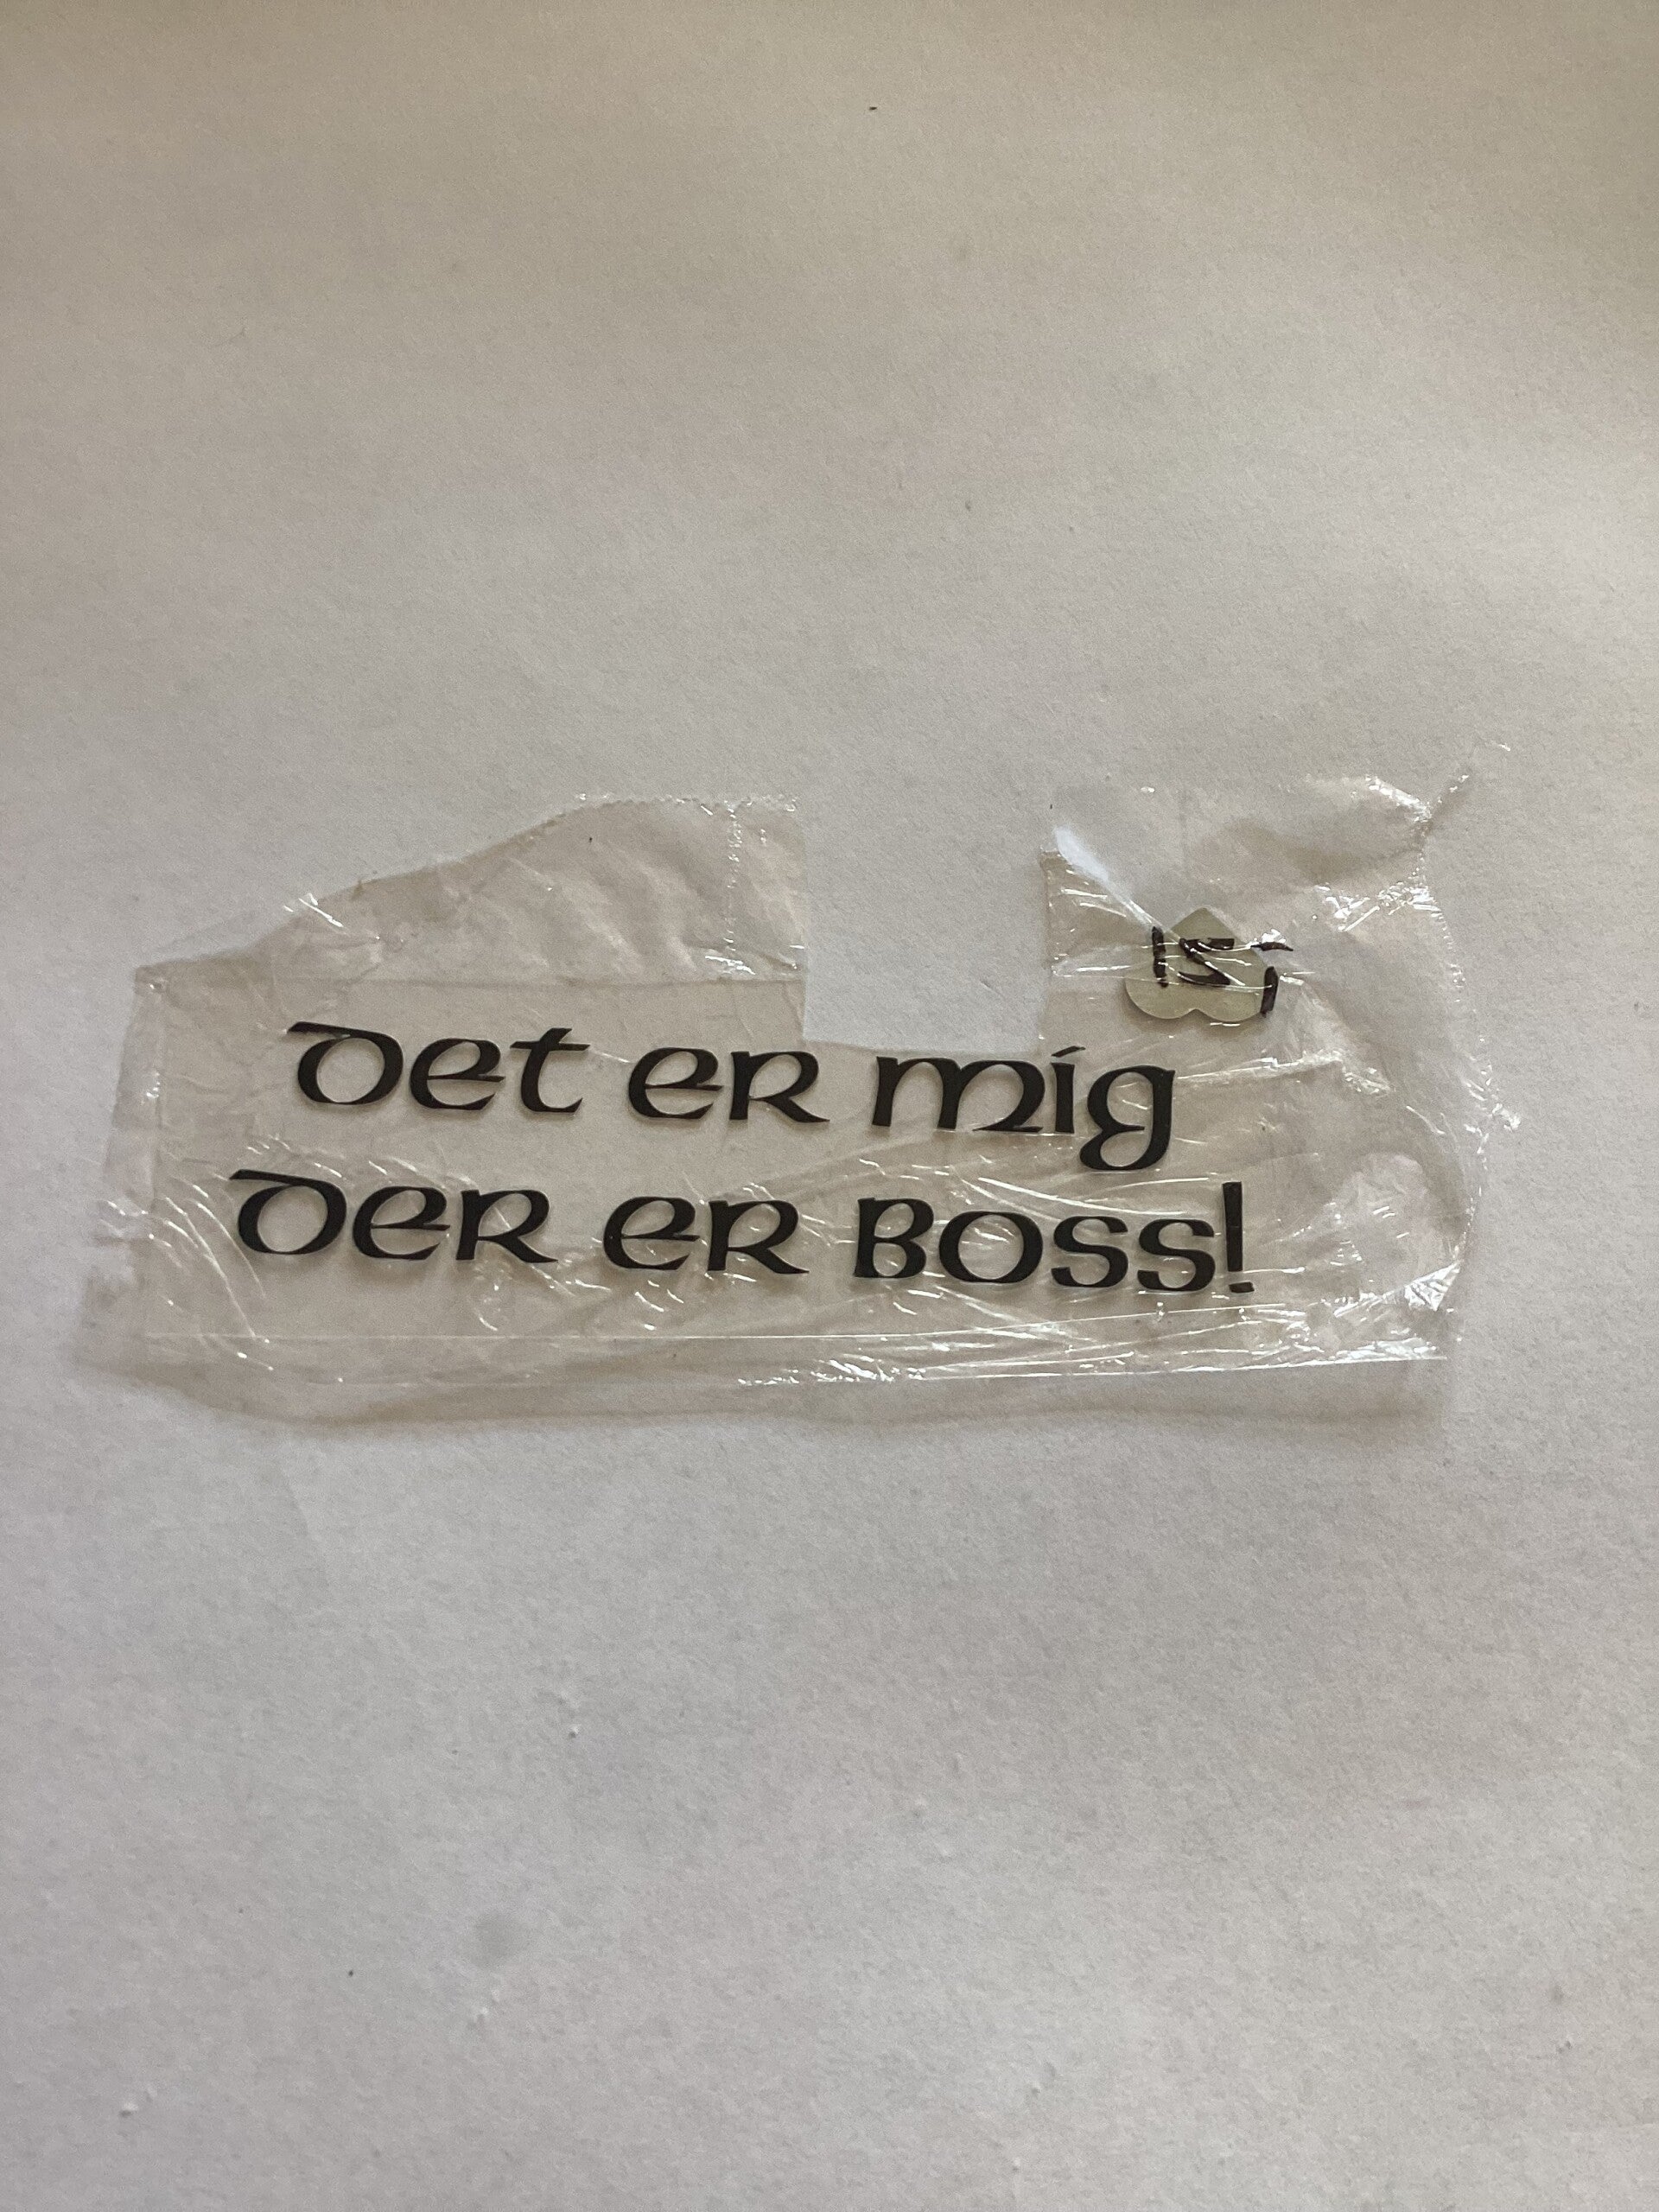 15,-
Det er mig
der er Boss!